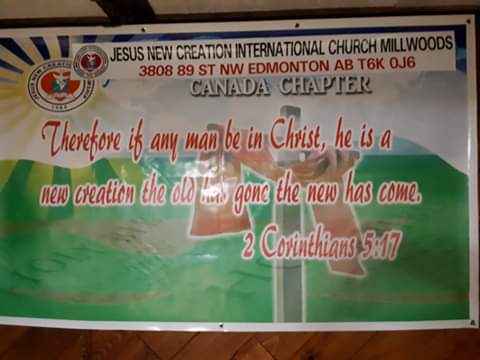 JESUS NEW CREATION INTERNATIONAL CHURCH MILLWOODS
3808 89 ST NW EDMONTON AB T6K 0J6
CANADA CHAPTER
Therefore if any man be in Christ, he is a
new creation the old has gone the new has come.
2 Corinthians 5:17